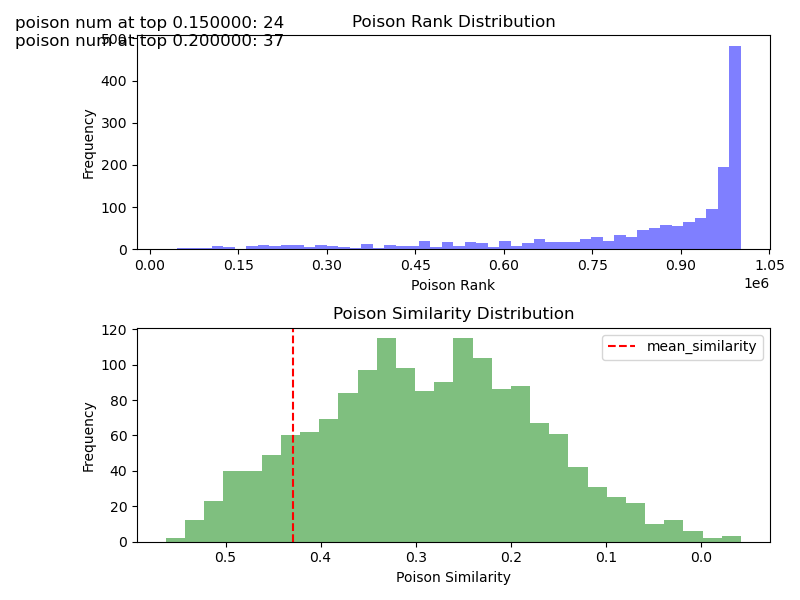 poison num at top 0.150000: 24
poison num at top 0.200000: 37
Poison Rank Distribution
500
400
300
200
100
0
Frequency
0.00 0.15 0.30 0.45 0.60 0.75 0.90 1.05
1e6
Poison Rank
Poison Similarity Distribution
120
100
80
60
40
20
0
Frequency
mean_similarity
0.5 0.4 0.3 0.2 0.1 0.0
Poison Similarity